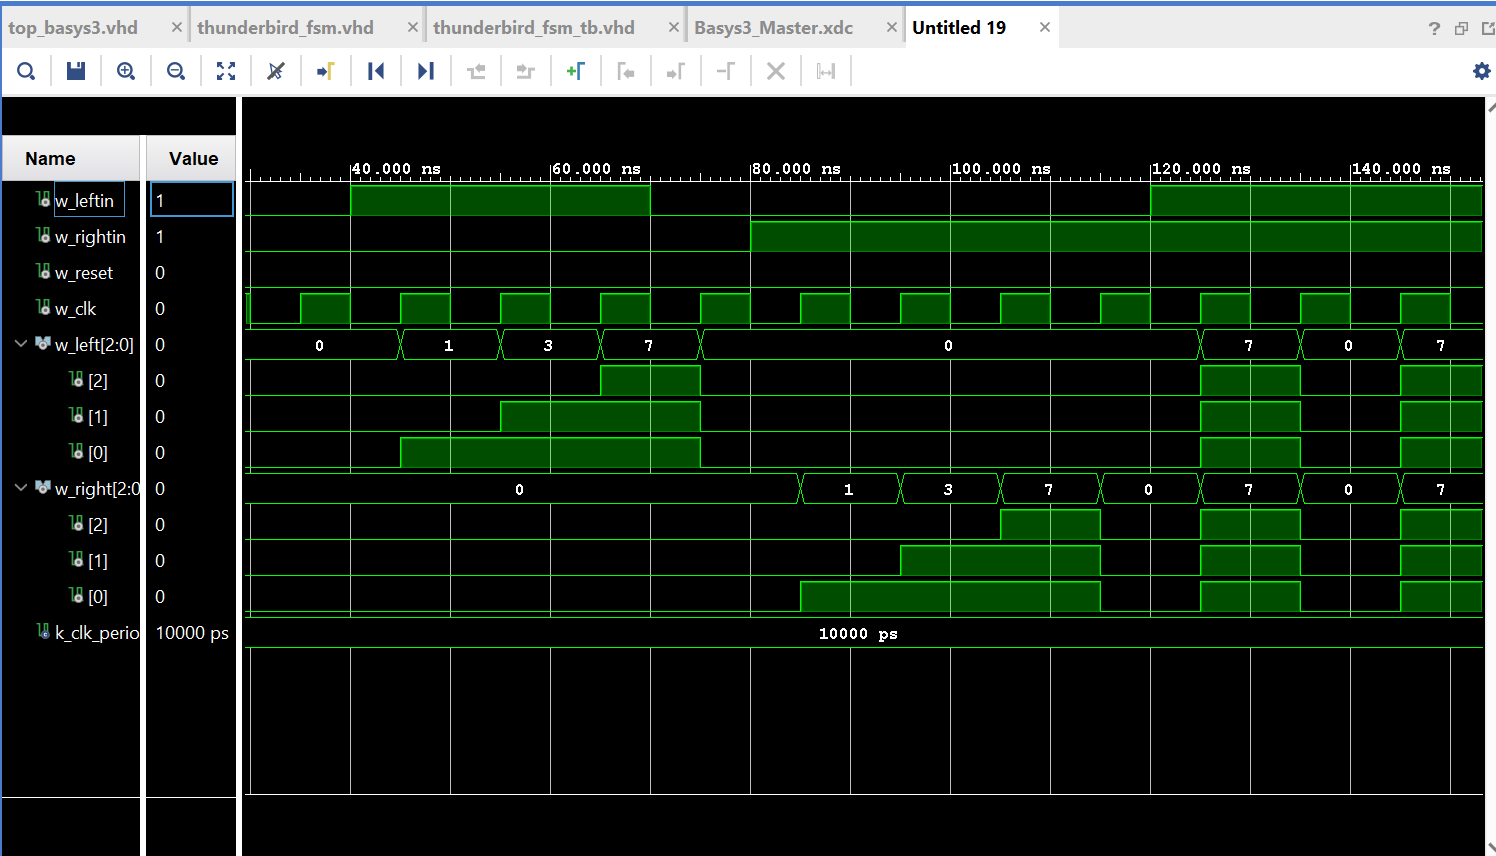 top_basys3.vhd × thunderbird_fsm.vhd × thunderbird_fsm_tb.vhd × Basys3_Master.xdc × Untitled 19 × ?
Name Value
40.000 ns 60.000 ns 80.000 ns 100.000 ns 120.000 ns 140.000 ns
w_leftin 1
w_rightin 1
w_reset 0
w_clk 0
w_left[2:0] 0 0 1 3 7 0 7 0 7
[2] 0
[1] 0
[0] 0
w_right[2:0 0 0 1 3 7 0 7 0 7
[2] 0
[1] 0
[0] 0
k_clk_perio 10000 ps 10000 ps